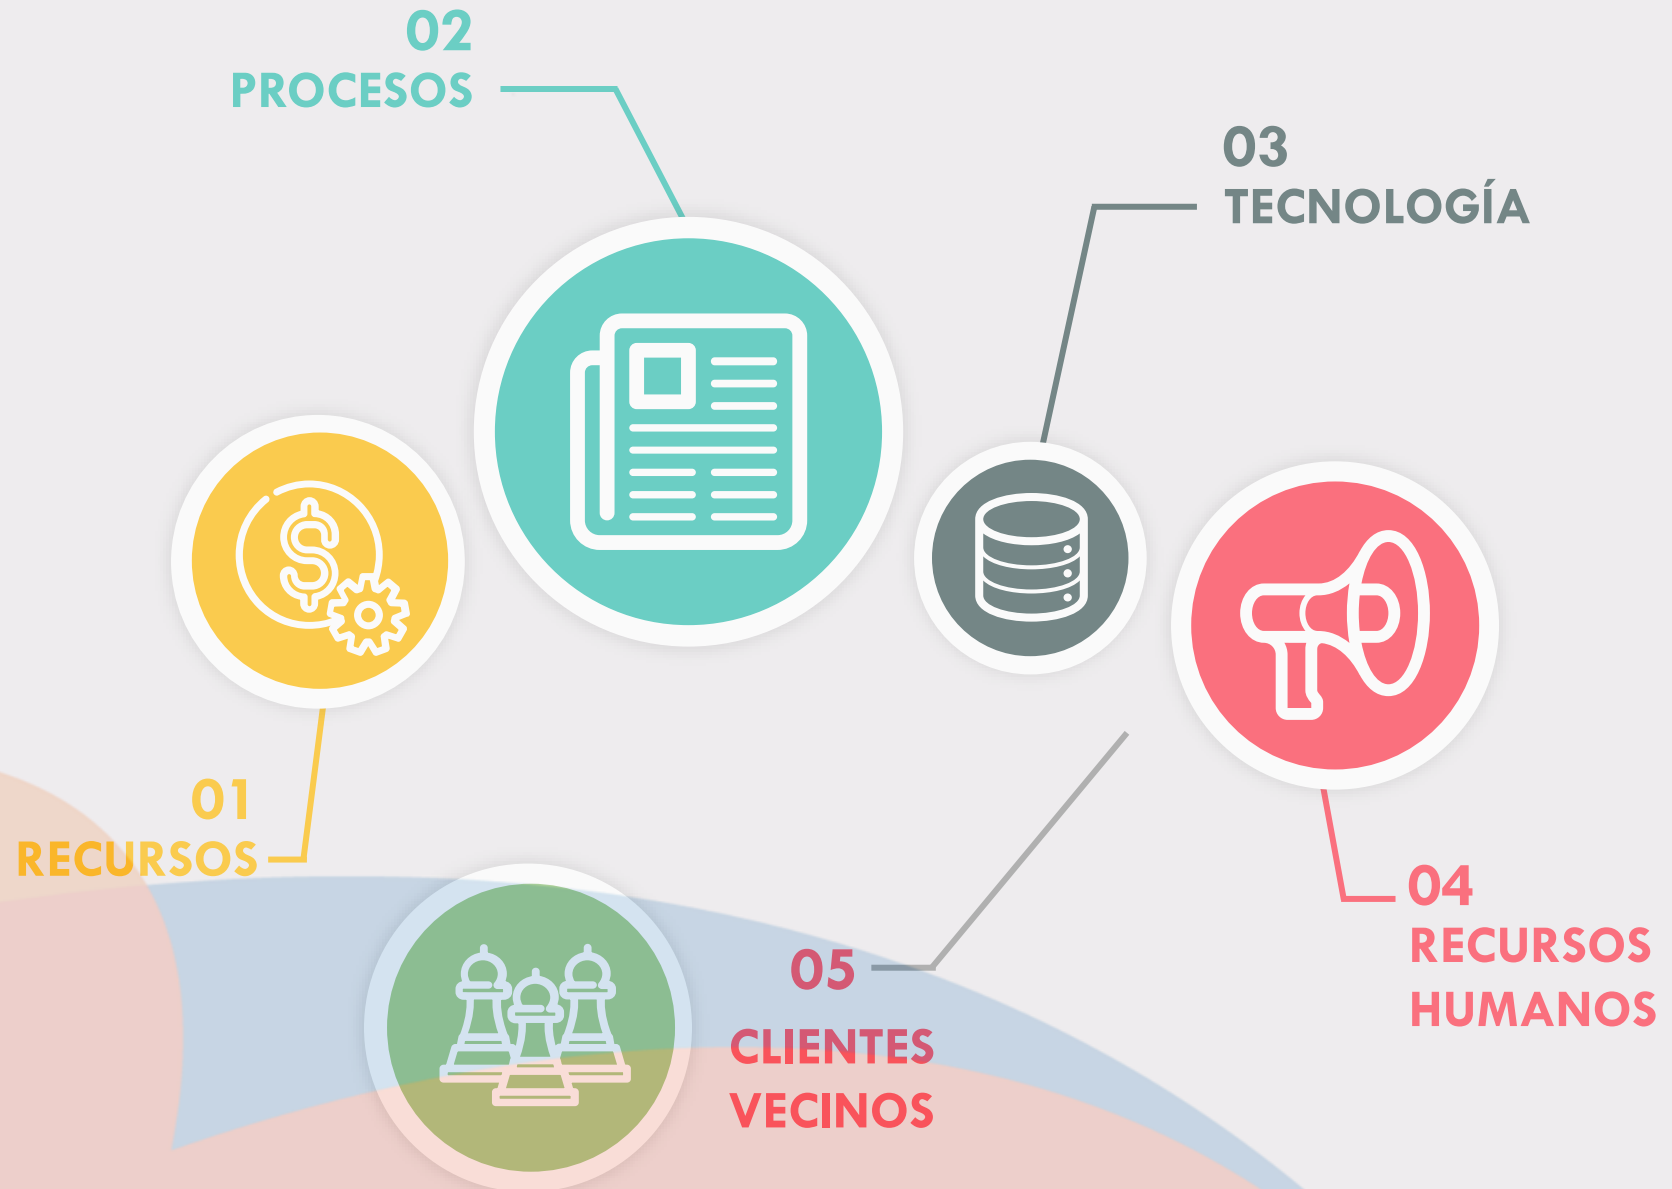 02
PROCESOS
03
TECNOLOGÍA
01
RECURSOS
04
RECURSOS
HUMANOS
05
CLIENTES
VECINOS